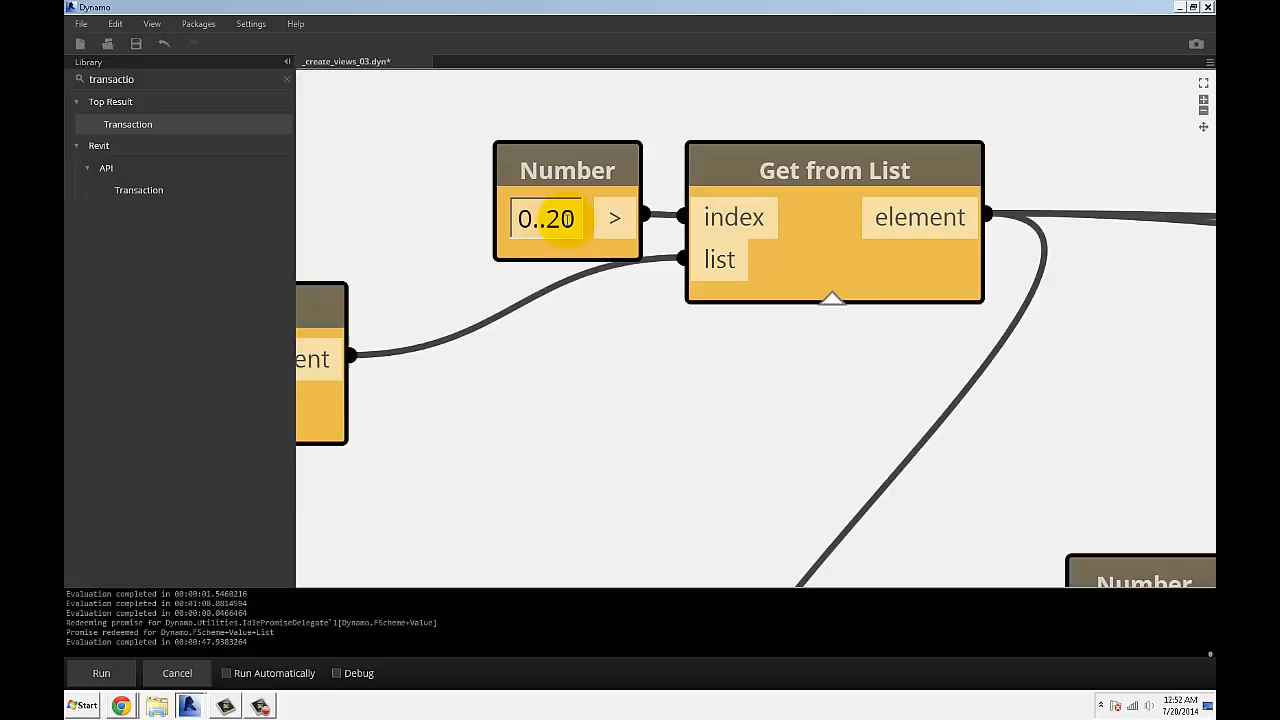 Dynamo
File Edit View Packages Settings Help
Library
_create_views_03.dyn*
transactio
Top Result
Transaction
Revit
API
Transaction
Number
0..20 >
Get from List
index element
list
ent
Number
Evaluation completed in 00:00:01.5460216
Evaluation completed in 00:01:08.0814594
Evaluation completed in 00:00:00.0466464
Redeeming promise for Dynamo.Utilities.IdlePromiseDelegate`1[Dynamo.FScheme+Value]
Promise redeemed for Dynamo.FScheme+Value+List
Evaluation completed in 00:00:47.9383264
Run Cancel Run Automatically Debug
Start
12:52 AM
7/20/2014